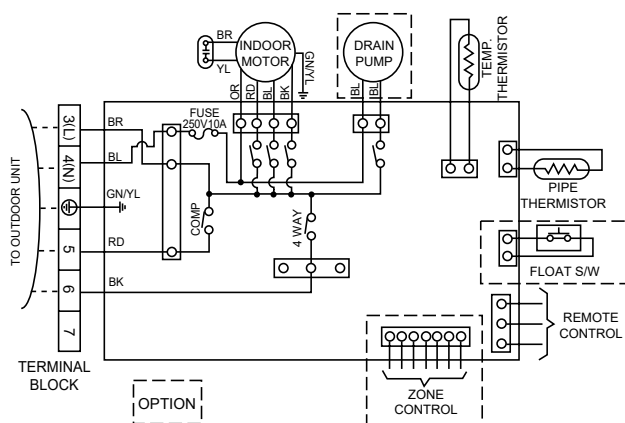 BR
YL
INDOOR
MOTOR
GN/YL
DRAIN
PUMP
TEMP.
THERMISTOR
OR
RD
BL
BK
BL
BL
FUSE
250V10A
TO OUTDOOR UNIT
3(L)
BR
4(N)
BL
GN/YL
5
RD
6
BK
7
COMP
4 WAY
PIPE
THERMISTOR
FLOAT S/W
REMOTE
CONTROL
TERMINAL
BLOCK
OPTION
ZONE
CONTROL